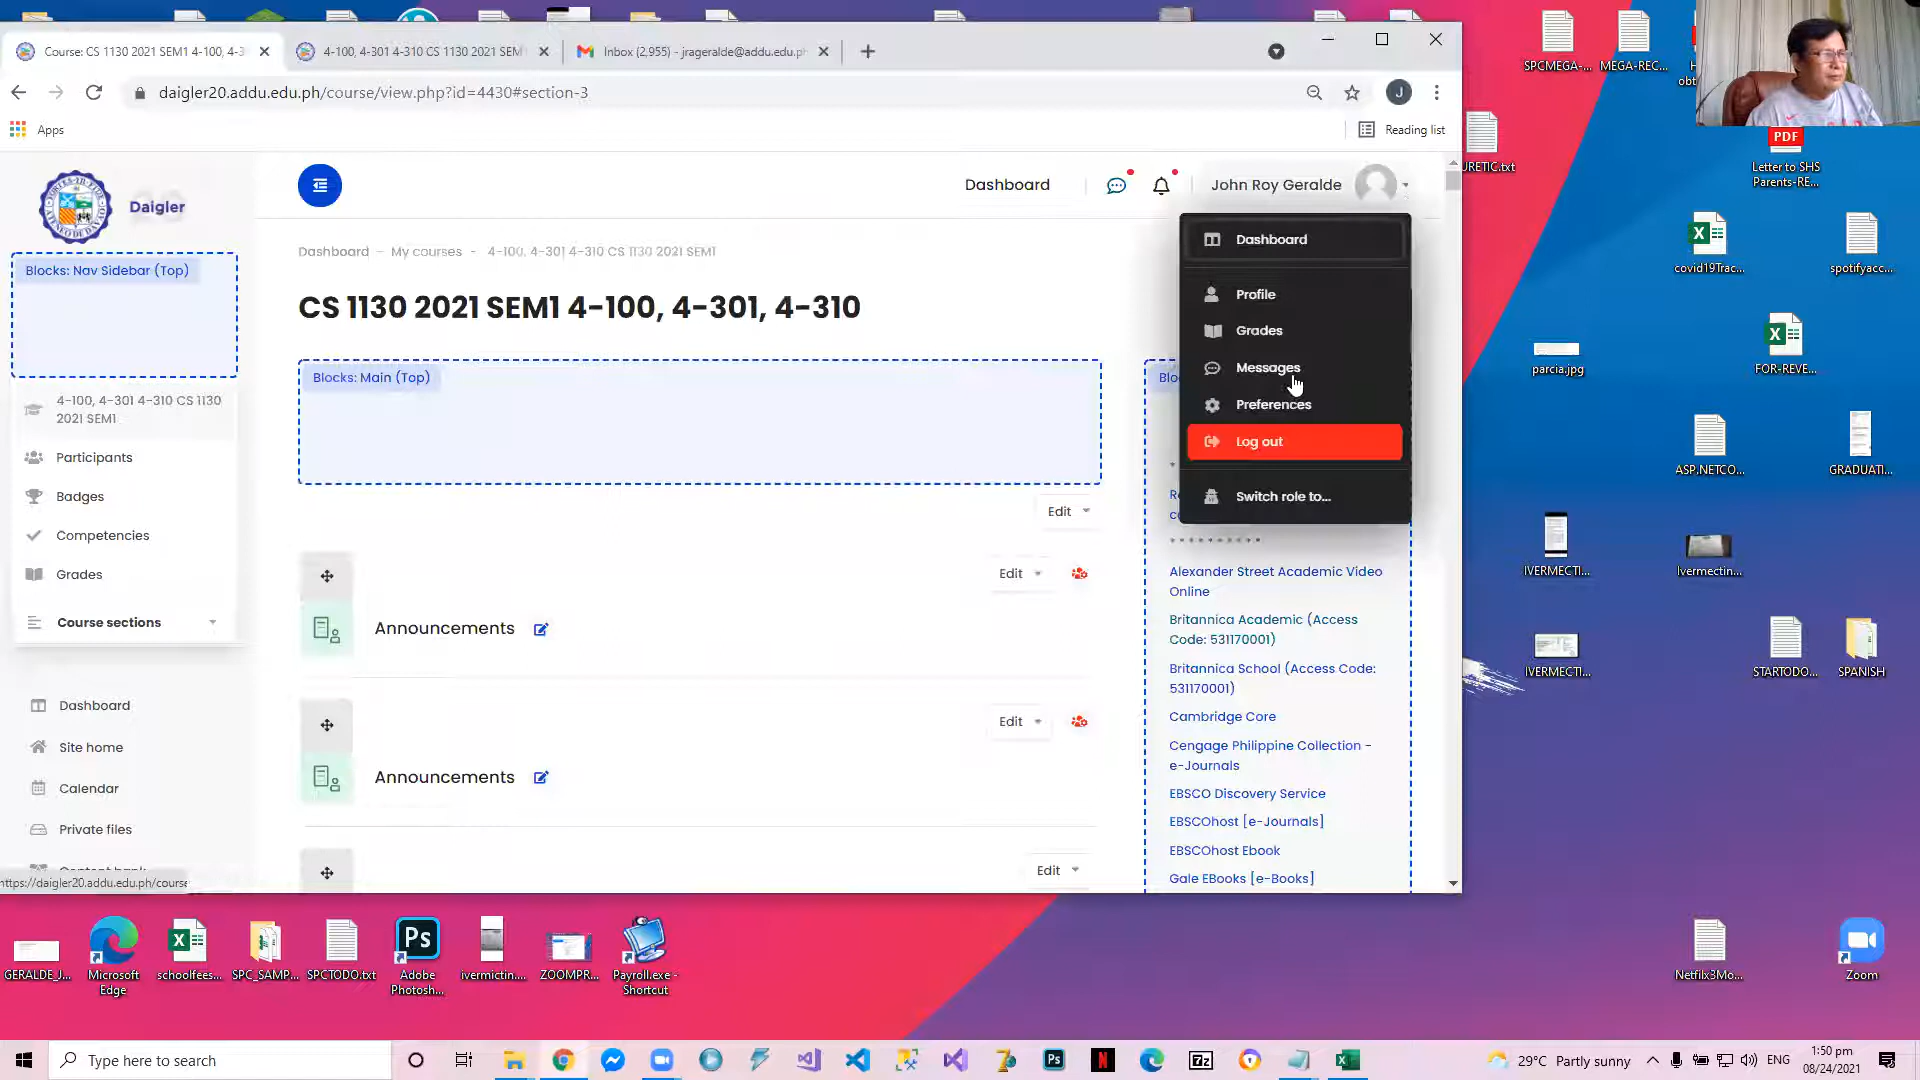 Course: CS 1130 2021 SEM1 4-100, 4-3
4-100, 4-301 4-310 CS 1130 2021 SEM
Inbox (2,955) - jrageralde@addu.edu.ph
daigler20.addu.edu.ph/course/view.php?id=4430#section-3
J
Apps
Reading list
Daigler
Dashboard
John Roy Geralde
Blocks: Nav Sidebar (Top)
4-100, 4-301 4-310 CS 1130
2021 SEM1
Participants
Badges
Competencies
Grades
Course sections
Dashboard
Site home
Calendar
Private files
https://daigler20.addu.edu.ph/course
Dashboard – My courses - 4-100, 4-301 4-310 CS 1130 2021 SEM1
CS 1130 2021 SEM1 4-100, 4-301, 4-310
Blocks: Main (Top)
Edit
Edit
Announcements
Edit
Announcements
Edit
Dashboard
Profile
Grades
Messages
Preferences
Log out
Switch role to...
Alexander Street Academic Video
Online
Britannica Academic (Access
Code: 531170001)
Britannica School (Access Code:
531170001)
Cambridge Core
Cengage Philippine Collection -
e-Journals
EBSCO Discovery Service
EBSCOhost [e-Journals]
EBSCOhost Ebook
Gale EBooks [e-Books]
SPCMEGA-...
MEGA-REC...
URETIC.txt
PDF
Letter to SHS
Parents-RE...
covid19Trac...
spotifyacc...
parcia.jpg
FOR-REVE...
ASP.NETCO...
GRADUATI...
IVERMECTI...
Ivermectin...
IVERMECTI...
STARTODO...
SPANISH
GERALDE_J...
Microsoft
Edge
schoolfees...
SPC_SAMP...
SPCTODO.txt
Adobe
Photosh...
ivermictin...
ZOOMPR...
Payroll.exe -
Shortcut
Netflix3Mo...
Zoom
Type here to search
29°C Partly sunny
ENG
1:50 pm
08/24/2021